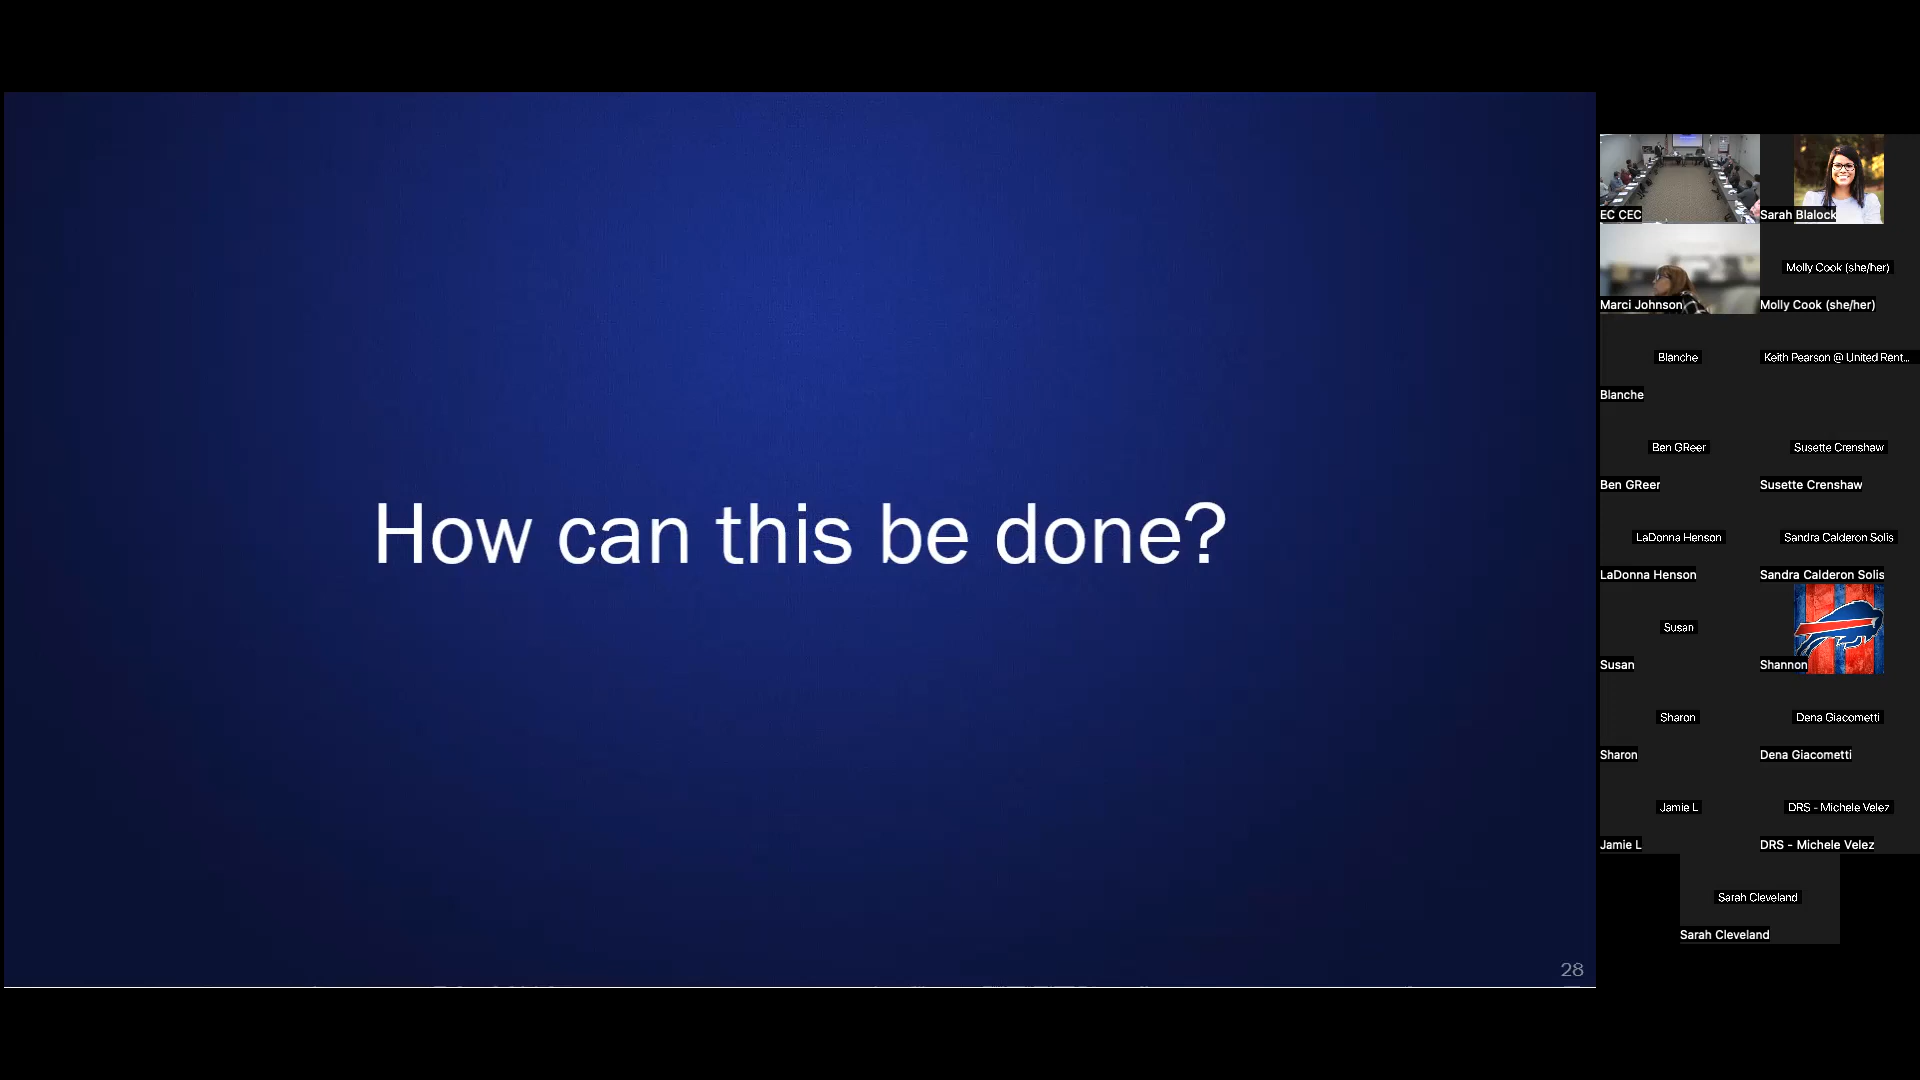 How can this be done?
28
EC CEC
Sarah Blalock
Marci Johnson
Molly Cook (she/her)
Molly Cook (she/her)
Blanche
Blanche
Keith Pearson @ United Rent...
Ben GReer
Ben GReer
Susette Crenshaw
Susette Crenshaw
LaDonna Henson
LaDonna Henson
Sandra Calderon Solis
Sandra Calderon Solis
Susan
Susan
Shannon
Sharon
Sharon
Dena Giacometti
Dena Giacometti
Jamie L
Jamie L
DRS - Michele Velez
DRS - Michele Velez
Sarah Cleveland
Sarah Cleveland